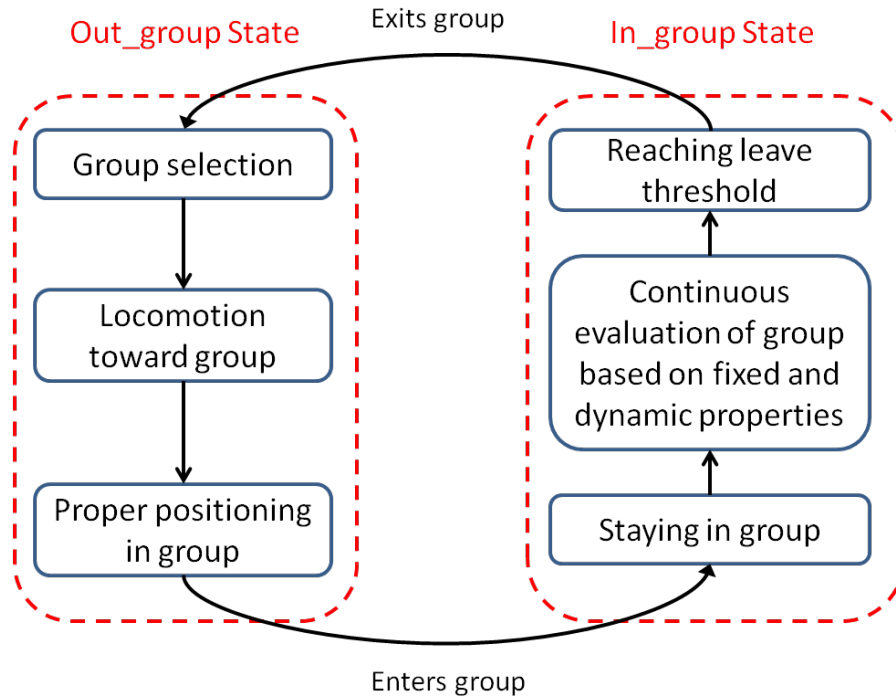 Exits group
Out_group State
In_group State
Group selection
Locomotion
toward group
Proper positioning
in group
Reaching leave
threshold
Continuous
evaluation of group
based on fixed and
dynamic properties
Staying in group
Enters group